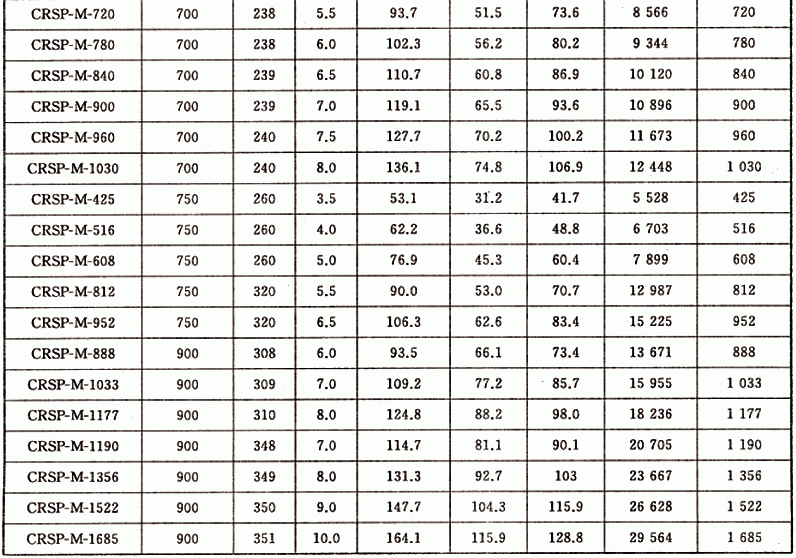 CRSP-M-720 700 238 5.5 93.7 51.5 73.6 8 566 720
CRSP-M-780 700 238 6.0 102.3 56.2 80.2 9 344 780
CRSP-M-840 700 239 6.5 110.7 60.8 86.9 10 120 840
CRSP-M-900 700 239 7.0 119.1 65.5 93.6 10 896 900
CRSP-M-960 700 240 7.5 127.7 70.2 100.2 11 673 960
CRSP-M-1030 700 240 8.0 136.1 74.8 106.9 12 448 1 030
CRSP-M-425 750 260 3.5 53.1 31.2 41.7 5 528 425
CRSP-M-516 750 260 4.0 62.2 36.6 48.8 6 703 516
CRSP-M-608 750 260 5.0 76.9 45.3 60.4 7 899 608
CRSP-M-812 750 320 5.5 90.0 53.0 70.7 12 987 812
CRSP-M-952 750 320 6.5 106.3 62.6 83.4 15 225 952
CRSP-M-888 900 308 6.0 93.5 66.1 73.4 13 671 888
CRSP-M-1033 900 309 7.0 109.2 77.2 85.7 15 955 1 033
CRSP-M-1177 900 310 8.0 124.8 88.2 98.0 18 236 1 177
CRSP-M-1190 900 348 7.0 114.7 81.1 90.1 20 705 1 190
CRSP-M-1356 900 349 8.0 131.3 92.7 103 23 667 1 356
CRSP-M-1522 900 350 9.0 147.7 104.3 115.9 26 628 1 522
CRSP-M-1685 900 351 10.0 164.1 115.9 128.8 29 564 1 685